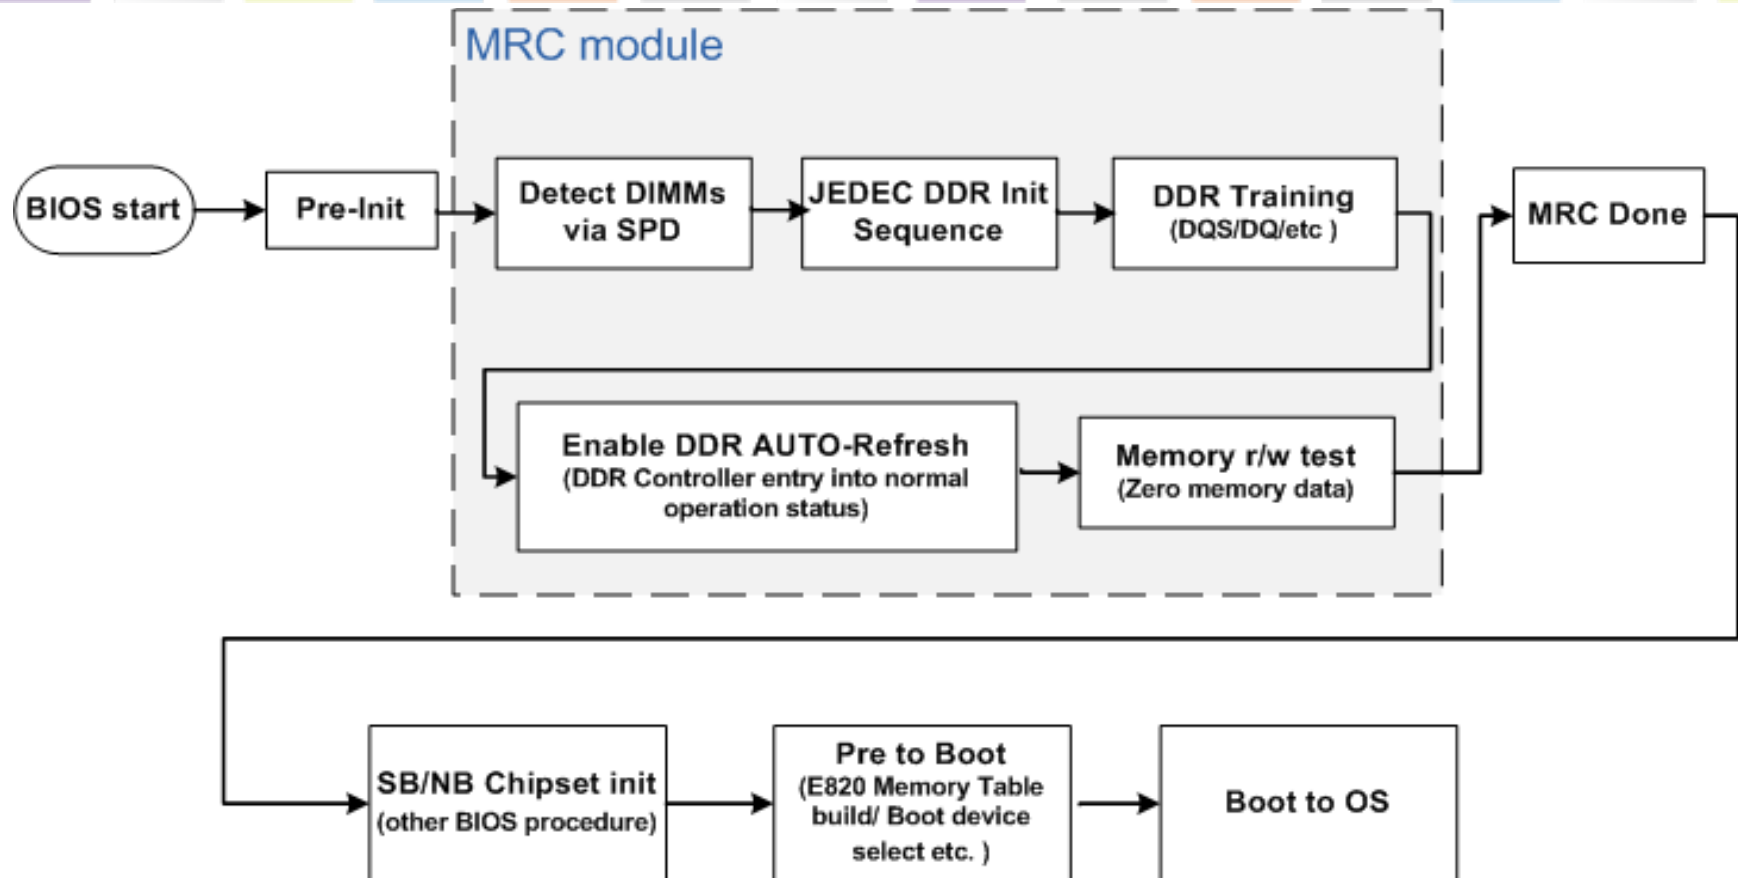 MRC module
BIOS start
Pre-Init
Detect DIMMs
via SPD
JEDEC DDR Init
Sequence
DDR Training
(DQS/DQ/etc )
MRC Done
Enable DDR AUTO-Refresh
(DDR Controller entry into normal
operation status)
Memory r/w test
(Zero memory data)
SB/NB Chipset init
(other BIOS procedure)
Pre to Boot
(E820 Memory Table
build/ Boot device
select etc. )
Boot to OS